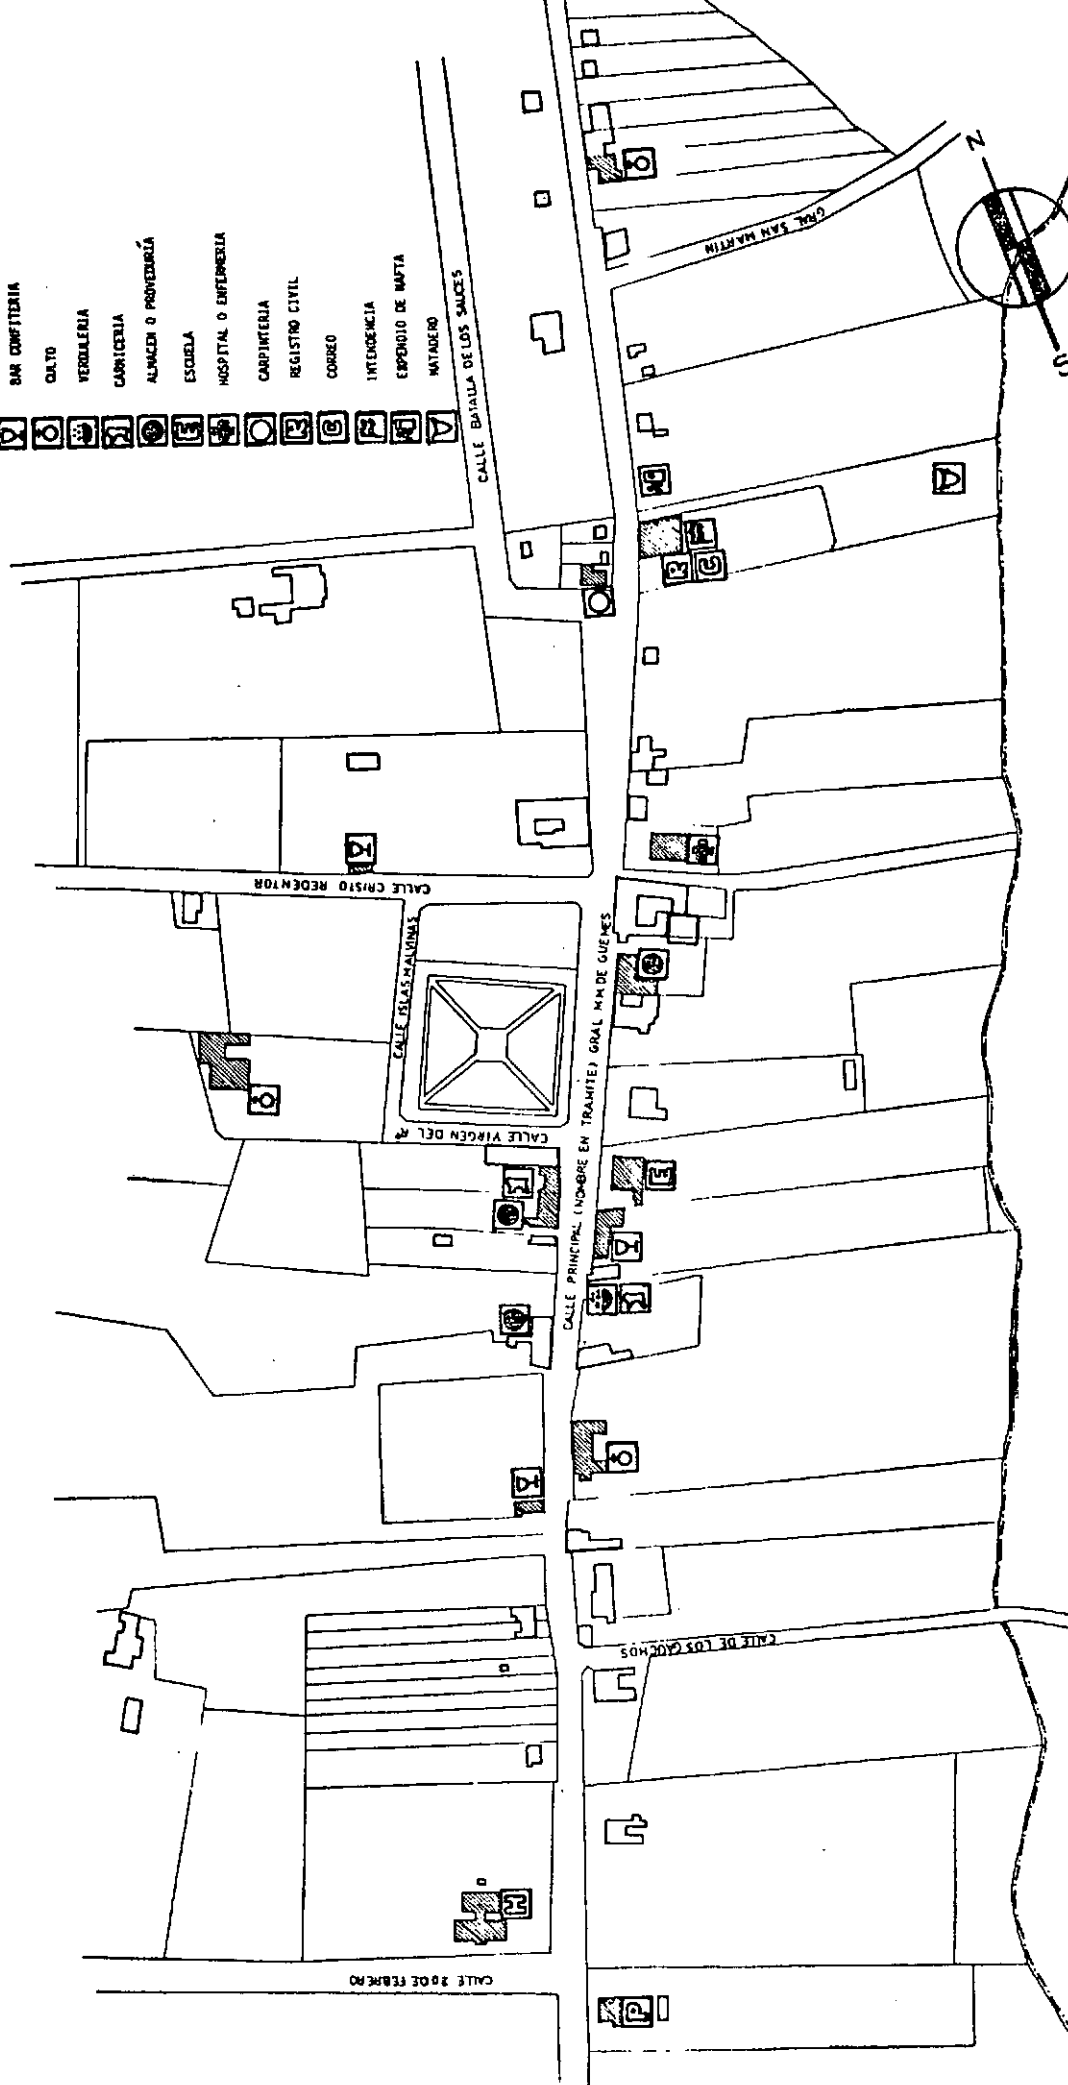 BAR CONFITERIA
CULTO
VERDULERIA
CARNICERIA
ALMACEN O PROVEDURÍA
E ESCUELA
HOSPITAL O ENFERMERIA
CARPINTERIA
R REGISTRO CIVIL
C CORREO
INTENDENCIA
EXPENDIO DE NAFTA
MATADERO
CALLE BATALLA DE LOS SAUCES
GRAL SAN MARTIN
N
S
R
C
CALLE CRISTO REDENTOR
CALLE ISLAS MALVINAS
CALLE VIRGEN DEL
CALLE PRINCIPAL (NOMBRE EN TRAMITE) GRAL M.M. DE GUEMES
E
CALLE DE LOS GAUCHOS
H
CALLE 20 DE FEBRERO
P